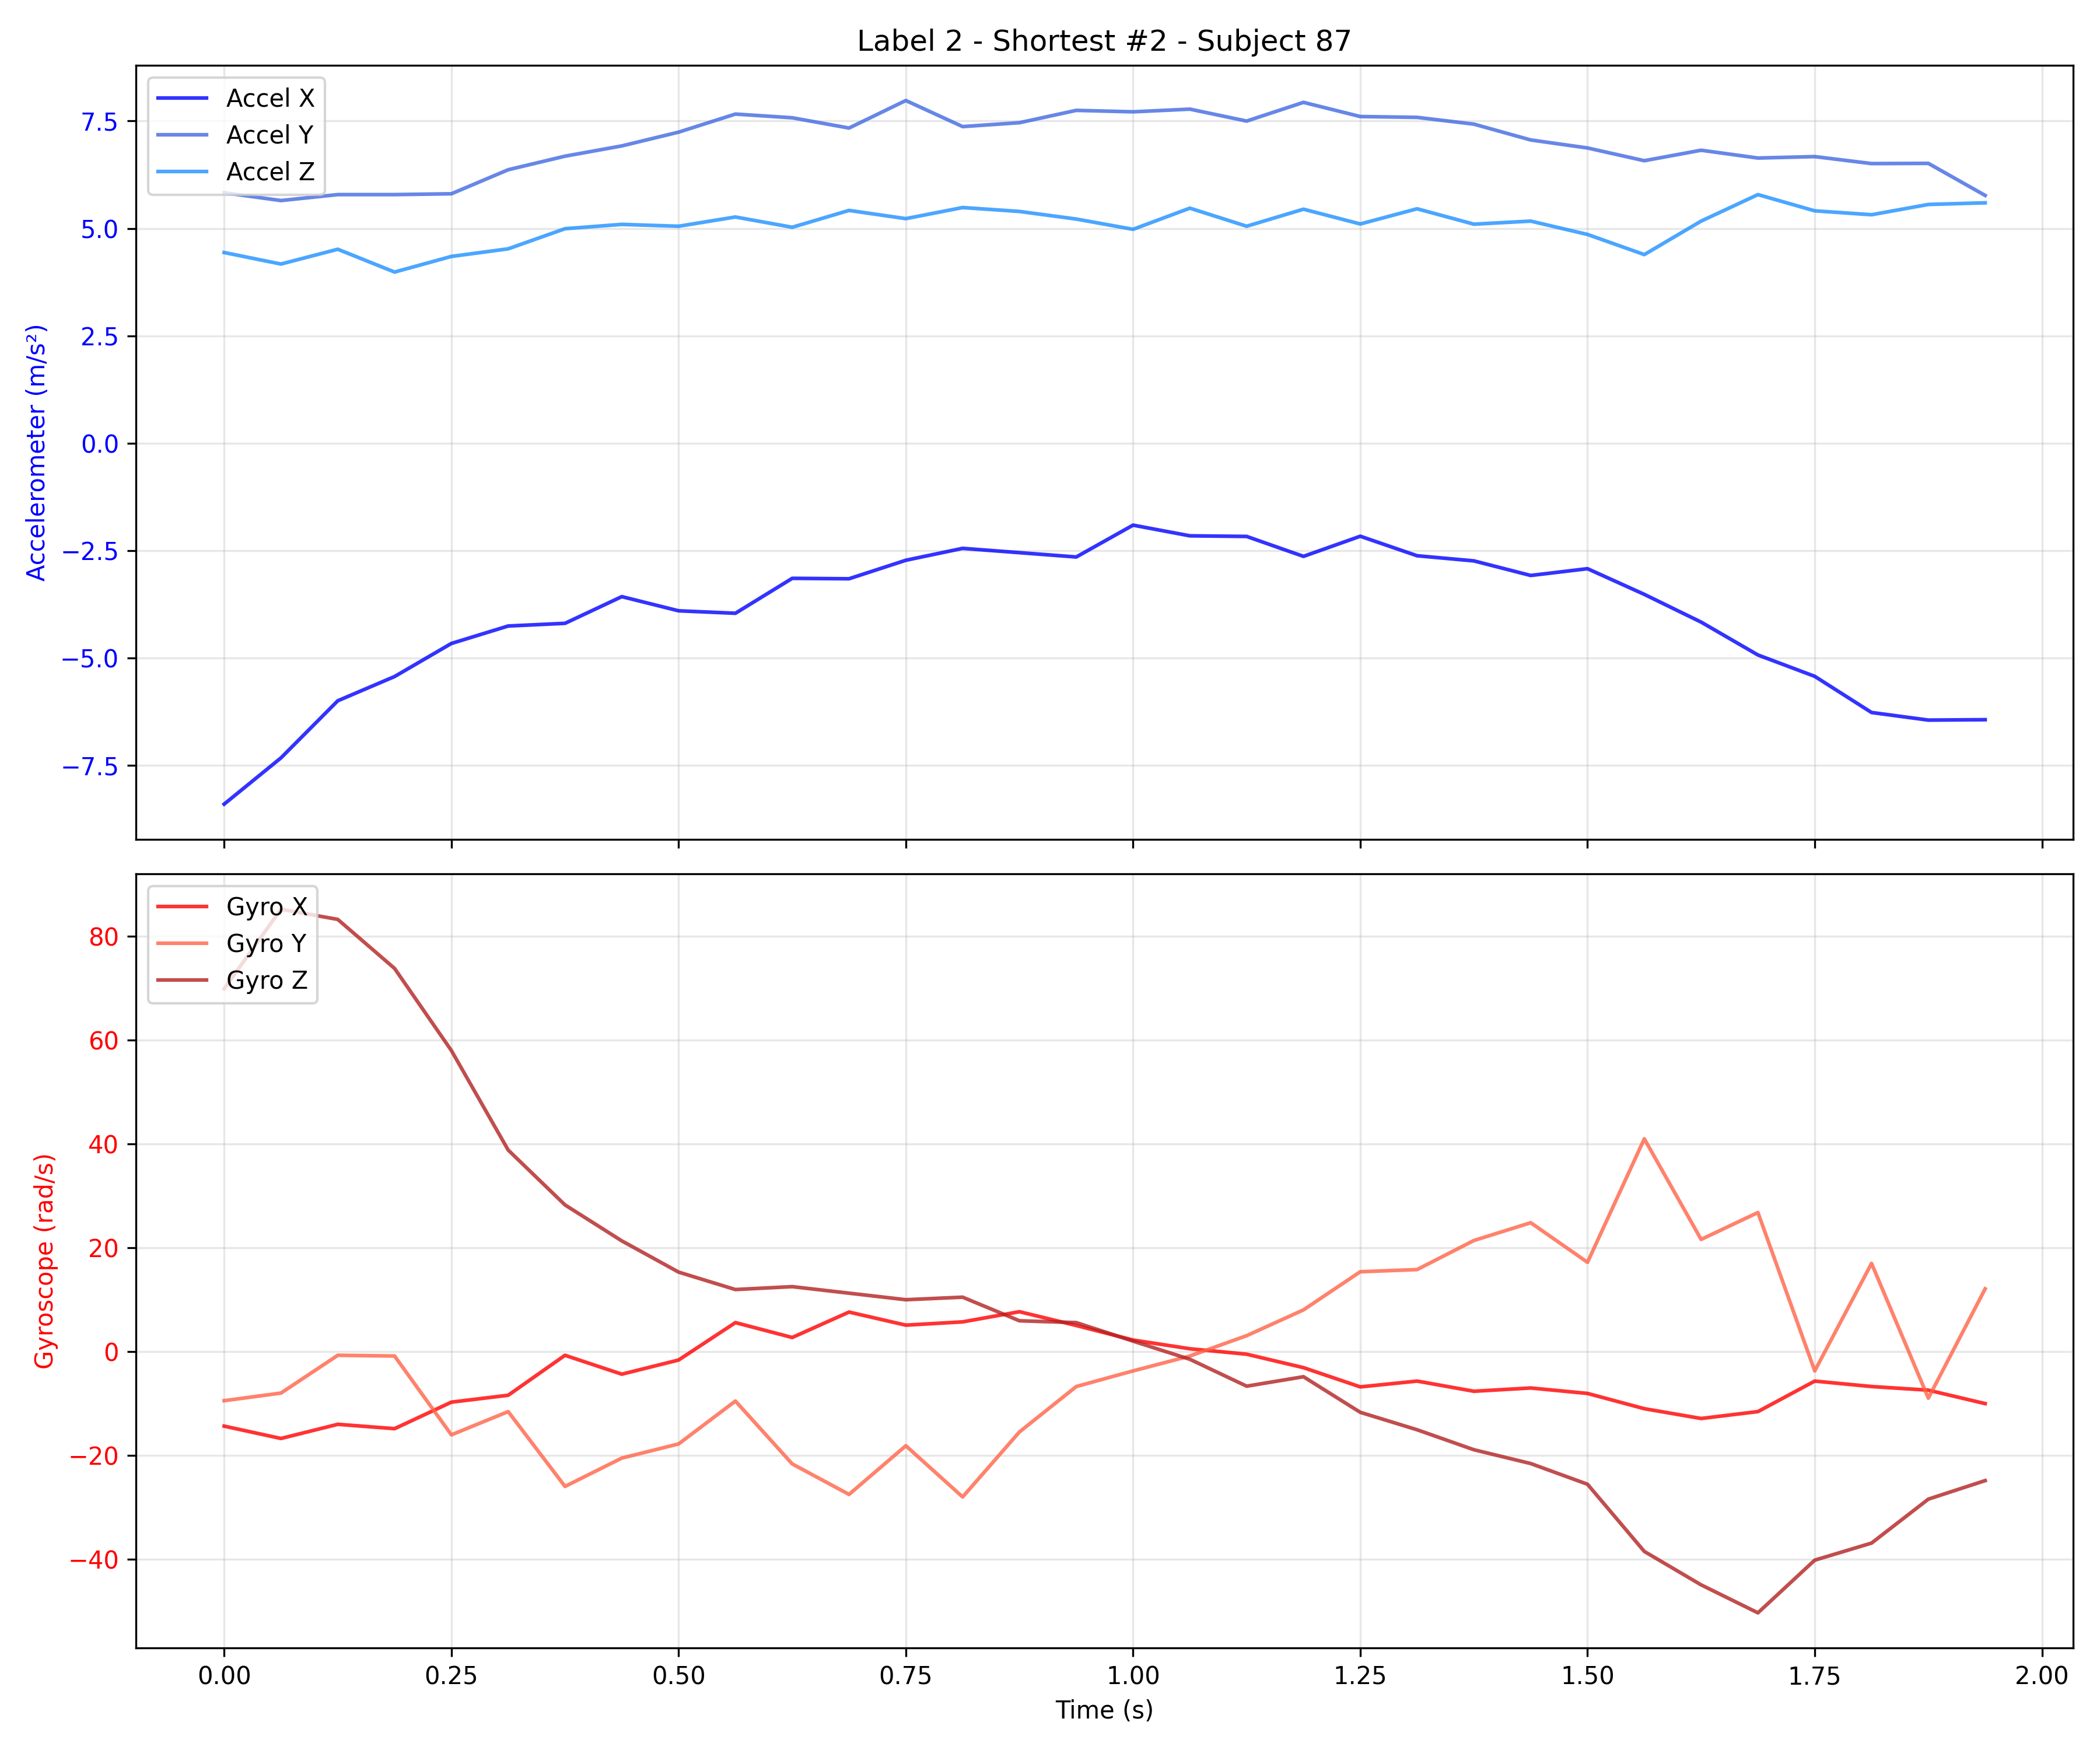 Label 2 - Shortest #2 - Subject 87
Accel X
Accel Y
Accel Z
7.5
5.0
2.5
0.0
−2.5
−5.0
−7.5
Accelerometer (m/s²)
Gyro X
Gyro Y
Gyro Z
80
60
40
20
0
−20
−40
Gyroscope (rad/s)
0.00 0.25 0.50 0.75 1.00 1.25 1.50 1.75 2.00
Time (s)